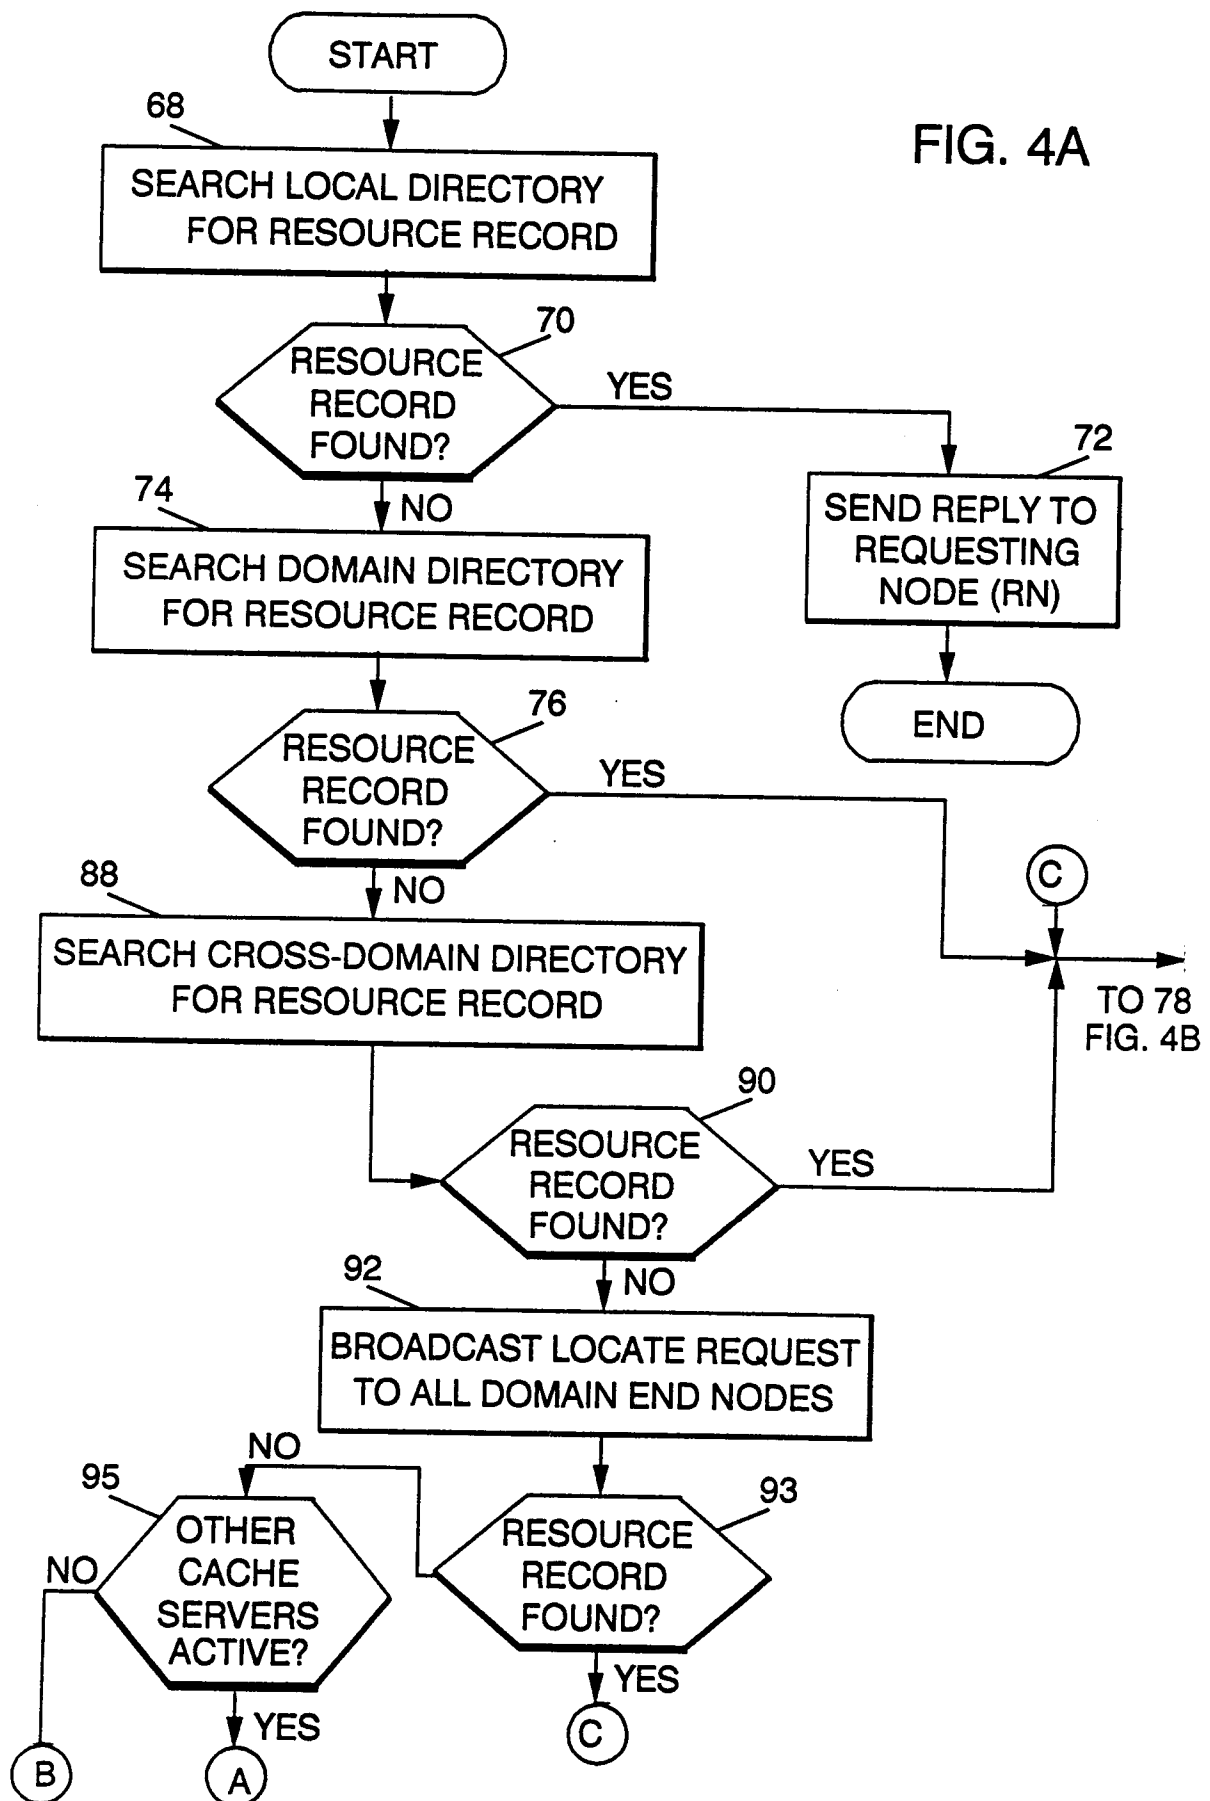 START
68
FIG. 4A
SEARCH LOCAL DIRECTORY
FOR RESOURCE RECORD
70
RESOURCE
RECORD
FOUND?
YES
72
SEND REPLY TO
REQUESTING
NODE (RN)
END
NO
74
SEARCH DOMAIN DIRECTORY
FOR RESOURCE RECORD
76
RESOURCE
RECORD
FOUND?
YES
C
TO 78
FIG. 4B
NO
88
SEARCH CROSS-DOMAIN DIRECTORY
FOR RESOURCE RECORD
90
RESOURCE
RECORD
FOUND?
YES
NO
92
BROADCAST LOCATE REQUEST
TO ALL DOMAIN END NODES
93
RESOURCE
RECORD
FOUND?
NO
YES
C
95
OTHER
CACHE
SERVERS
ACTIVE?
NO
YES
B
A